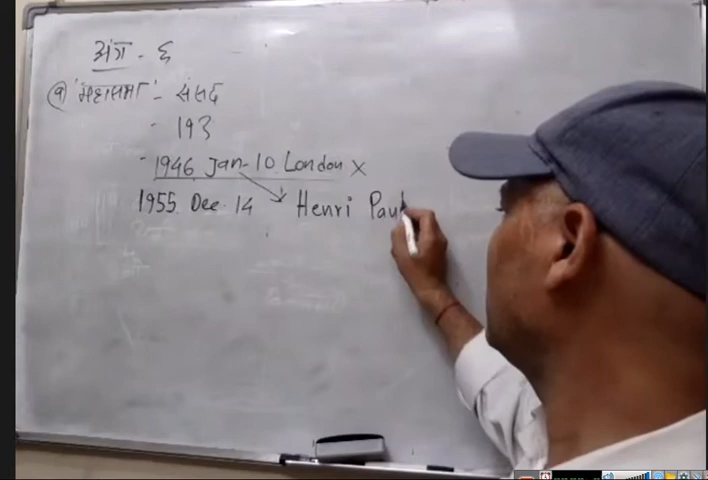 अंग - ६
(१) 'महासभा' - संसद
- 193
- 1946 Jan-10 London X
1955 Dec. 14 Henri Paul